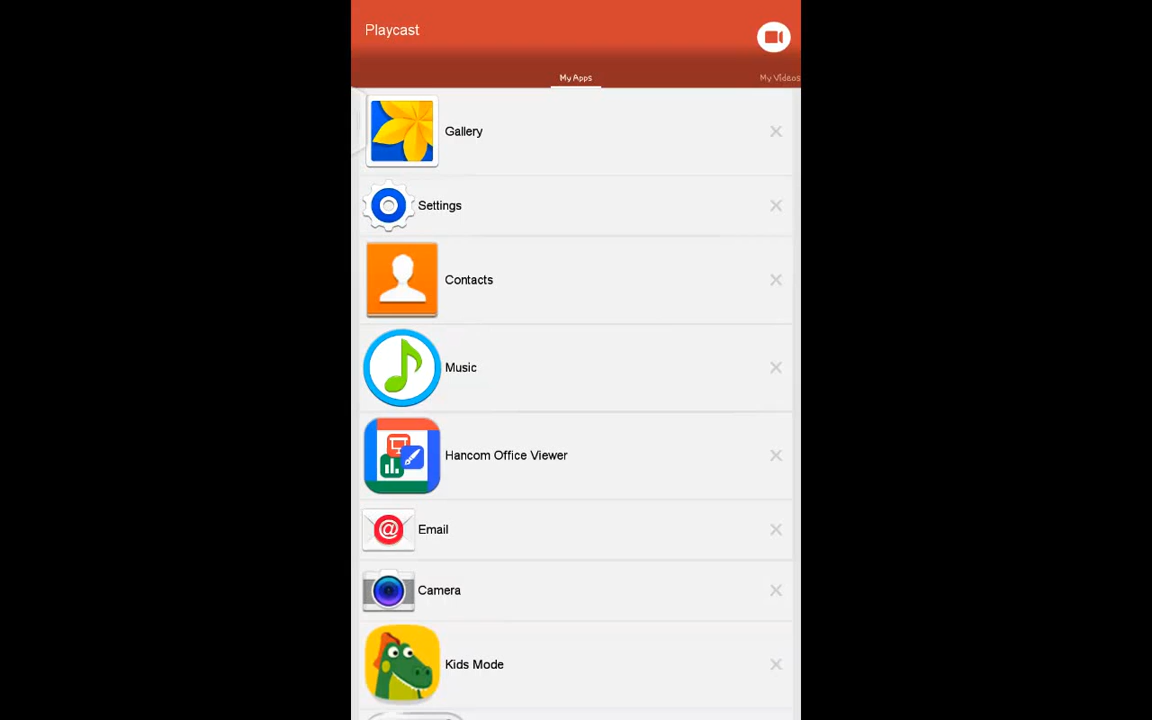 Playcast
My Apps
My Videos
Gallery
Settings
Contacts
Music
Hancom Office Viewer
Email
Camera
Kids Mode